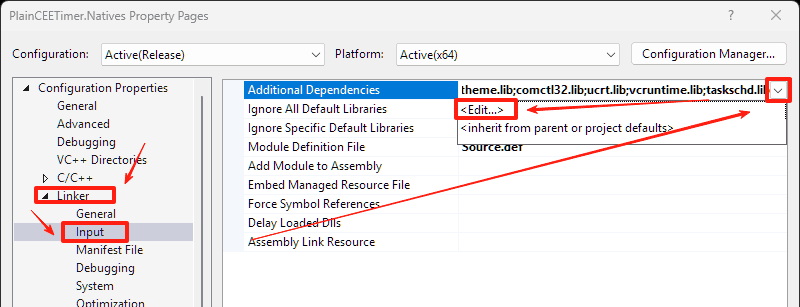 PlainCEETimer.Natives Property Pages
Configuration: Active(Release) Platform: Active(x64) Configuration Manager...
Configuration Properties
General
Advanced
Debugging
VC++ Directories
C/C++
Linker
General
Input
Manifest File
Debugging
System
Optimization
Additional Dependencies theme.lib;comctl32.lib;ucrt.lib;vcruntime.lib;taskschd.lib
Ignore All Default Libraries <Edit...>
Ignore Specific Default Libraries <inherit from parent or project defaults>
Module Definition File Source.def
Add Module to Assembly
Embed Managed Resource File
Force Symbol References
Delay Loaded Dlls
Assembly Link Resource